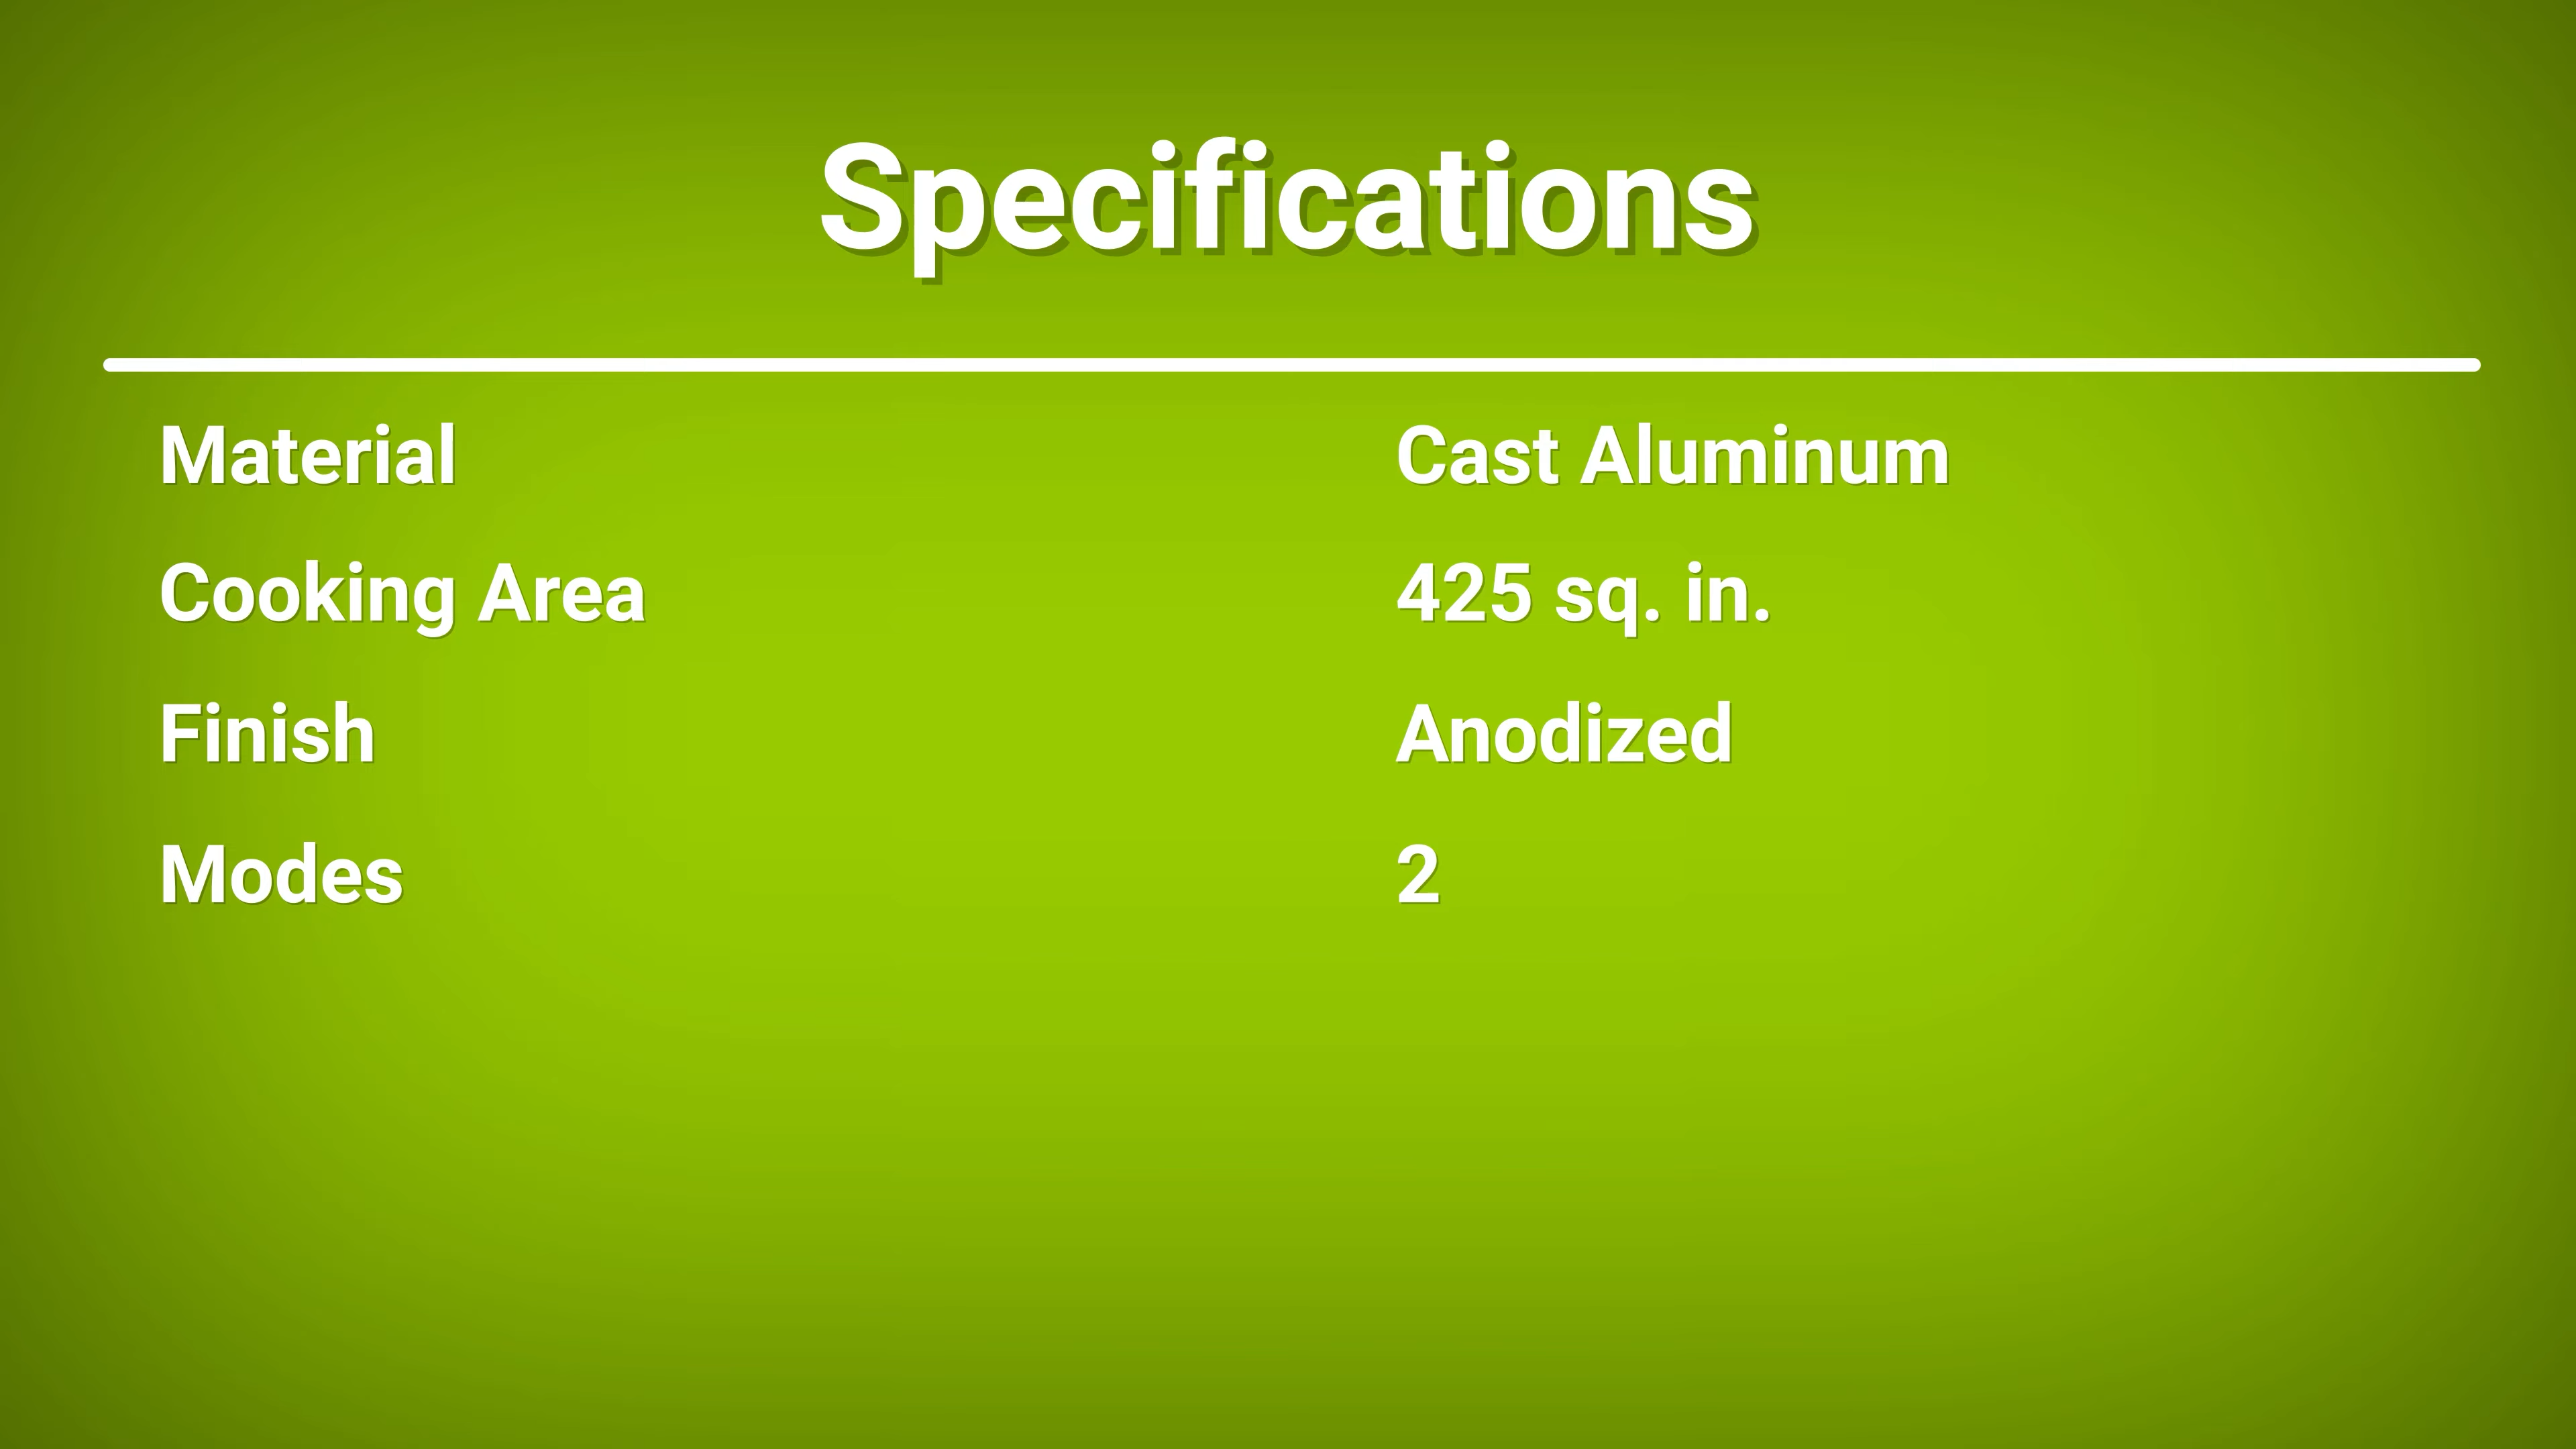 Specifications
Material Cast Aluminum
Cooking Area 425 sq. in.
Finish Anodized
Modes 2